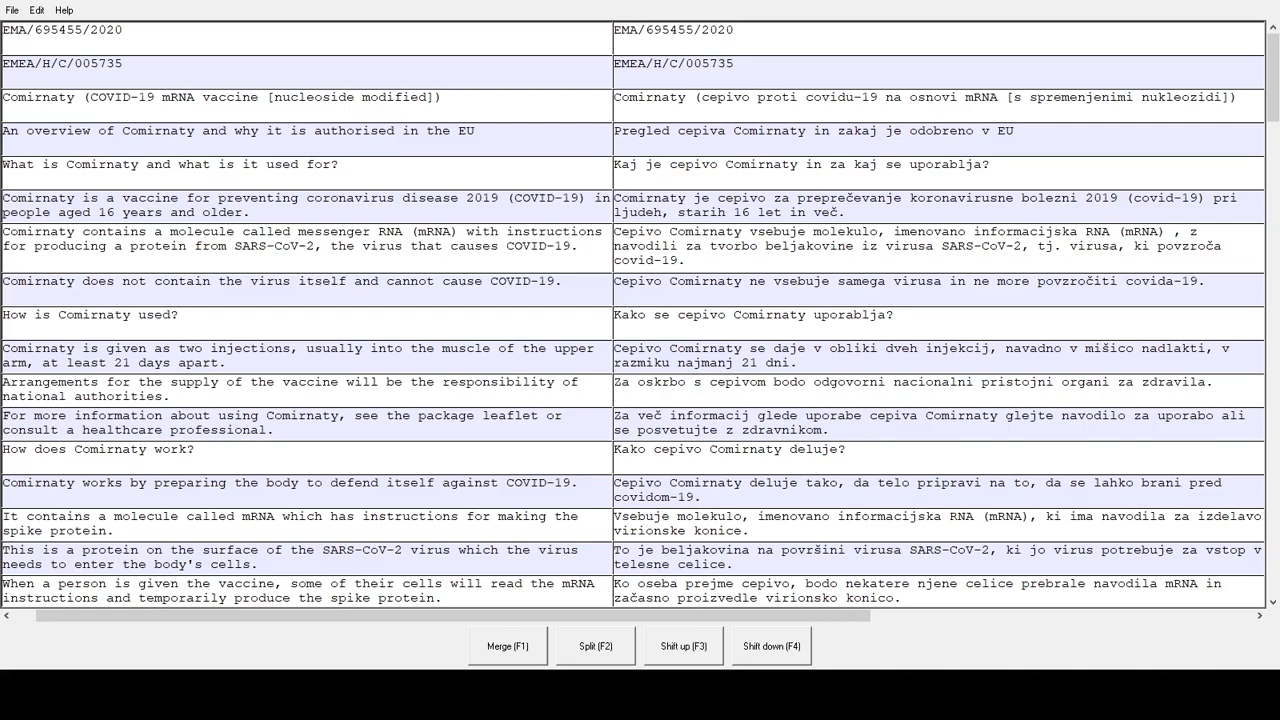 File Edit Help
EMA/695455/2020
EMA/695455/2020
EMEA/H/C/005735
EMEA/H/C/005735
Comirnaty (COVID-19 mRNA vaccine [nucleoside modified])
Comirnaty (cepivo proti covidu-19 na osnovi mRNA [s spremenjenimi nukleozidi])
An overview of Comirnaty and why it is authorised in the EU
Pregled cepiva Comirnaty in zakaj je odobreno v EU
What is Comirnaty and what is it used for?
Kaj je cepivo Comirnaty in za kaj se uporablja?
Comirnaty is a vaccine for preventing coronavirus disease 2019 (COVID-19) in
people aged 16 years and older.
Comirnaty je cepivo za preprečevanje koronavirusne bolezni 2019 (covid-19) pri
ljudeh, starih 16 let in več.
Comirnaty contains a molecule called messenger RNA (mRNA) with instructions
for producing a protein from SARS-CoV-2, the virus that causes COVID-19.
Cepivo Comirnaty vsebuje molekulo, imenovano informacijska RNA (mRNA) , z
navodili za tvorbo beljakovine iz virusa SARS-CoV-2, tj. virusa, ki povzroča
covid-19.
Comirnaty does not contain the virus itself and cannot cause COVID-19.
Cepivo Comirnaty ne vsebuje samega virusa in ne more povzročiti covida-19.
How is Comirnaty used?
Kako se cepivo Comirnaty uporablja?
Comirnaty is given as two injections, usually into the muscle of the upper
arm, at least 21 days apart.
Cepivo Comirnaty se daje v obliki dveh injekcij, navadno v mišico nadlakti, v
razmiku najmanj 21 dni.
Arrangements for the supply of the vaccine will be the responsibility of
national authorities.
Za oskrbo s cepivom bodo odgovorni nacionalni pristojni organi za zdravila.
For more information about using Comirnaty, see the package leaflet or
consult a healthcare professional.
Za več informacij glede uporabe cepiva Comirnaty glejte navodilo za uporabo ali
se posvetujte z zdravnikom.
How does Comirnaty work?
Kako cepivo Comirnaty deluje?
Comirnaty works by preparing the body to defend itself against COVID-19.
Cepivo Comirnaty deluje tako, da telo pripravi na to, da se lahko brani pred
covidom-19.
It contains a molecule called mRNA which has instructions for making the
spike protein.
Vsebuje molekulo, imenovano informacijska RNA (mRNA), ki ima navodila za izdelavo
virionske konice.
This is a protein on the surface of the SARS-CoV-2 virus which the virus
needs to enter the body's cells.
To je beljakovina na površini virusa SARS-CoV-2, ki jo virus potrebuje za vstop v
telesne celice.
When a person is given the vaccine, some of their cells will read the mRNA
instructions and temporarily produce the spike protein.
Ko oseba prejme cepivo, bodo nekatere njene celice prebrale navodila mRNA in
začasno proizvedle virionsko konico.
Merge (F1) Split (F2) Shift up (F3) Shift down (F4)